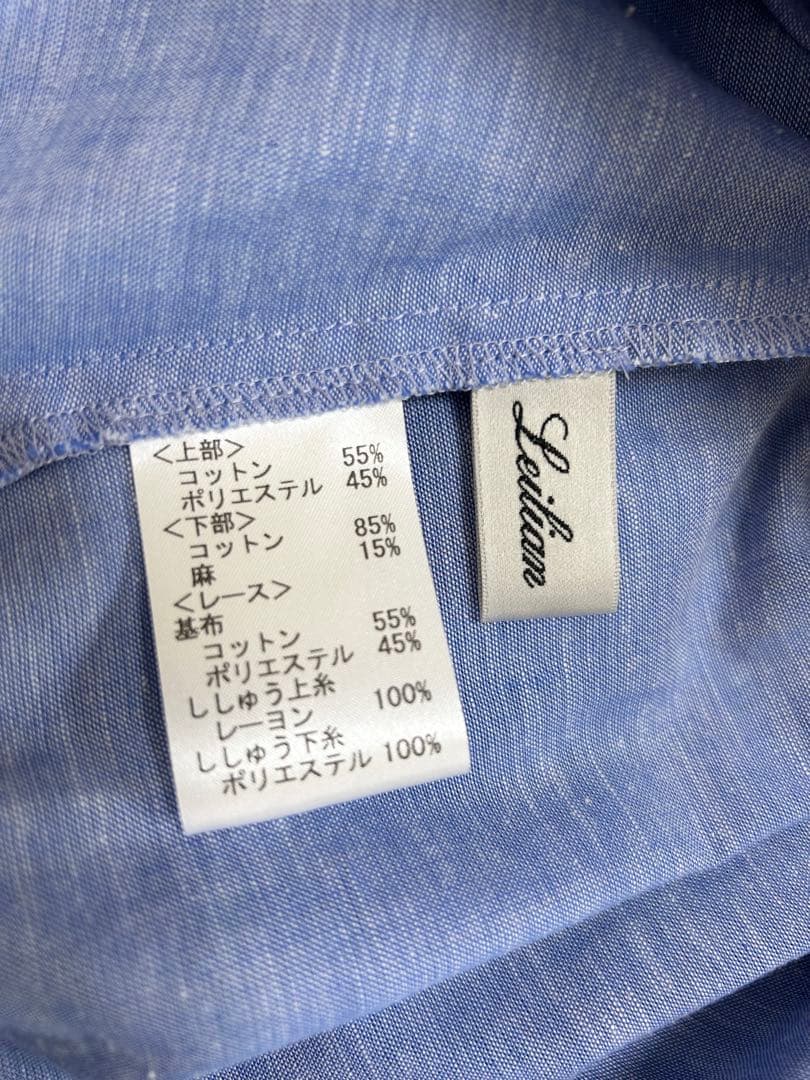 <上部>
コットン 55%
ポリエステル 45%
<下部>
コットン 85%
麻 15%
<レース>
基布
コットン 55%
ポリエステル 45%
ししゅう上糸
レーヨン 100%
ししゅう下糸
ポリエステル 100%
Leilian